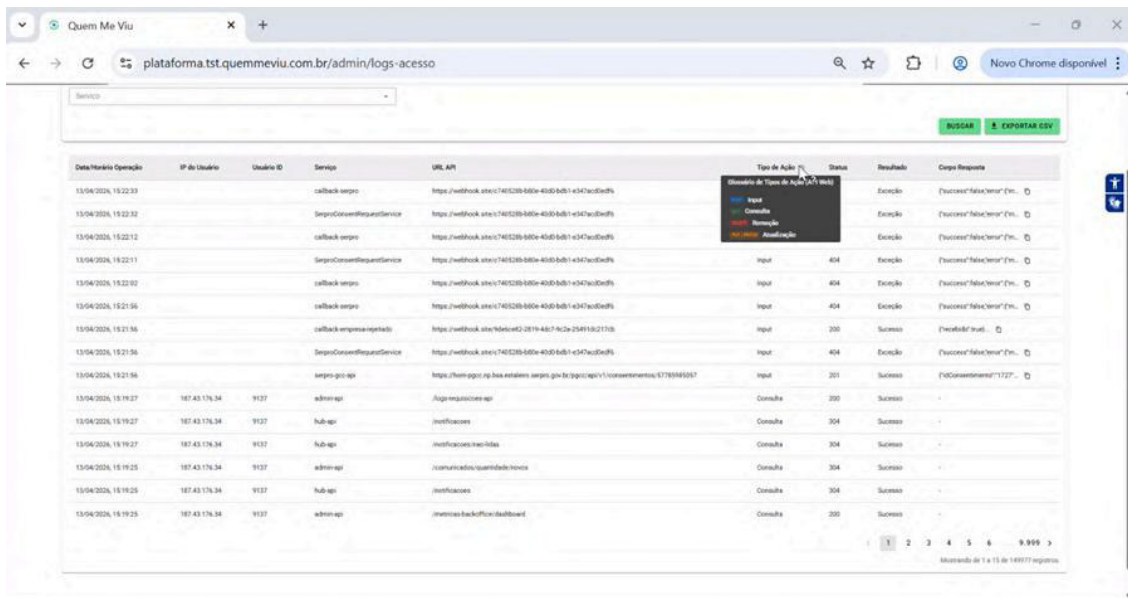 Quem Me Viu
plataforma.tst.quemmeviu.com.br/admin/logs-acesso
Novo Chrome disponível
Serviço
BUSCAR EXPORTAR CSV
Data/Horário Operação IP do Usuário Usuário ID Serviço URL API Tipo de Ação Status Resultado Corpo Resposta
Glossário de Tipos de Ação (API Web)
Input
Consulta
Remoção
Atualização
13/04/2026, 15:22:33 callback-serpro Exceção
13/04/2026, 15:22:32 SerproConsentRequestService Exceção
13/04/2026, 15:22:12 callback-serpro Exceção
13/04/2026, 15:22:11 SerproConsentRequestService Input 404 Exceção
13/04/2026, 15:22:02 callback-serpro Input 404 Exceção
13/04/2026, 15:21:56 callback-serpro Input 404 Exceção
13/04/2026, 15:21:56 callback-empresa-rejeitado Input 200 Sucesso
13/04/2026, 15:21:56 SerproConsentRequestService Input 404 Exceção
13/04/2026, 15:21:56 serpro-gcc-api Input 201 Sucesso
13/04/2026, 15:19:27 187.43.176.34 9137 admin-api /logs-requisicoes-api Consulta 200 Sucesso -
13/04/2026, 15:19:27 187.43.176.34 9137 hub-api /notificacoes Consulta 304 Sucesso -
13/04/2026, 15:19:27 187.43.176.34 9137 hub-api /notificacoes/nao-lidas Consulta 304 Sucesso -
13/04/2026, 15:19:25 187.43.176.34 9137 admin-api /comunicados/quantidade/novos Consulta 304 Sucesso -
13/04/2026, 15:19:25 187.43.176.34 9137 hub-api /notificacoes Consulta 304 Sucesso -
13/04/2026, 15:19:25 187.43.176.34 9137 admin-api /metricas-backoffice/dashboard Consulta 200 Sucesso -
1 2 3 4 5 6 ... 9.999
Mostrando de 1 a 15 de 149977 registros